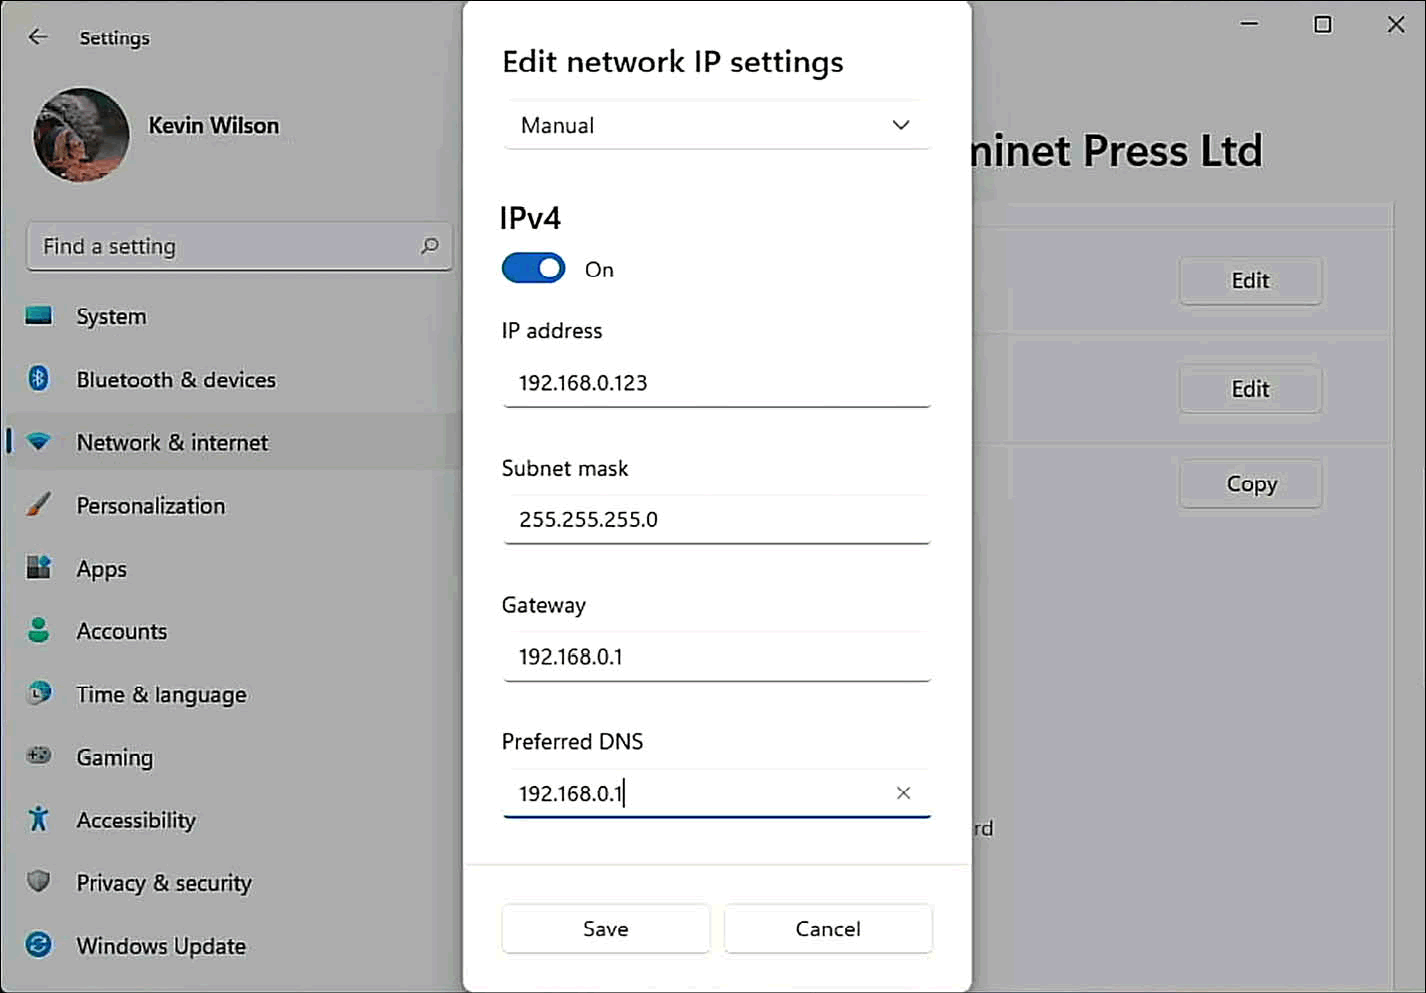 Settings
Kevin Wilson
Find a setting
System
Bluetooth & devices
Network & internet
Personalization
Apps
Accounts
Time & language
Gaming
Accessibility
Privacy & security
Windows Update
Edit network IP settings
Manual
IPv4
On
IP address
192.168.0.123
Subnet mask
255.255.255.0
Gateway
192.168.0.1
Preferred DNS
192.168.0.1
Save
Cancel
minet Press Ltd
Edit
Edit
Copy
rd